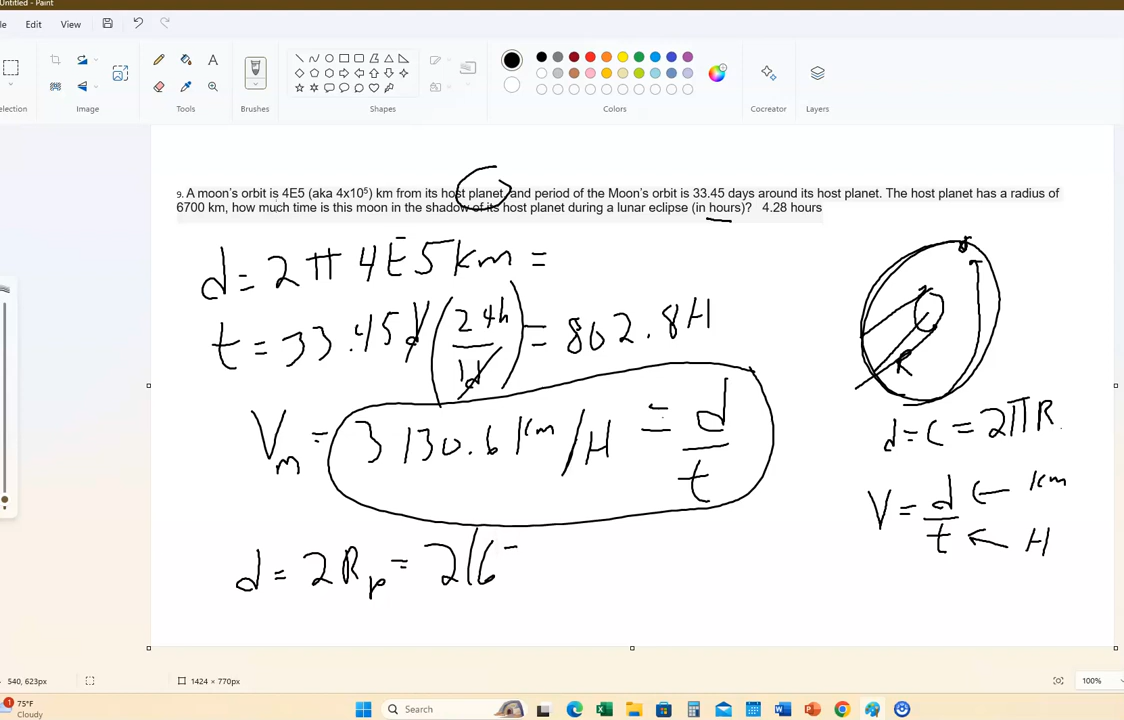 Untitled - Paint
File Edit View
Selection
Image
Tools
Brushes
Shapes
Colors
Cocreator
Layers
9. A moon's orbit is 4E5 (aka 4x10⁵) km from its host planet, and period of the Moon's orbit is 33.45 days around its host planet. The host planet has a radius of
6700 km, how much time is this moon in the shadow of its host planet during a lunar eclipse (in hours)? 4.28 hours
d = 2π 4E5 km =
t = 33.45 d (24h / 1d) = 802.8 H
R
Vm = 3130.6 km/H = d/t
d = C = 2πR
V = d/t ← km
← H
d = 2Rp = 2(6
540, 623px
1424 × 770px
100%
75°F
Cloudy
1
Search